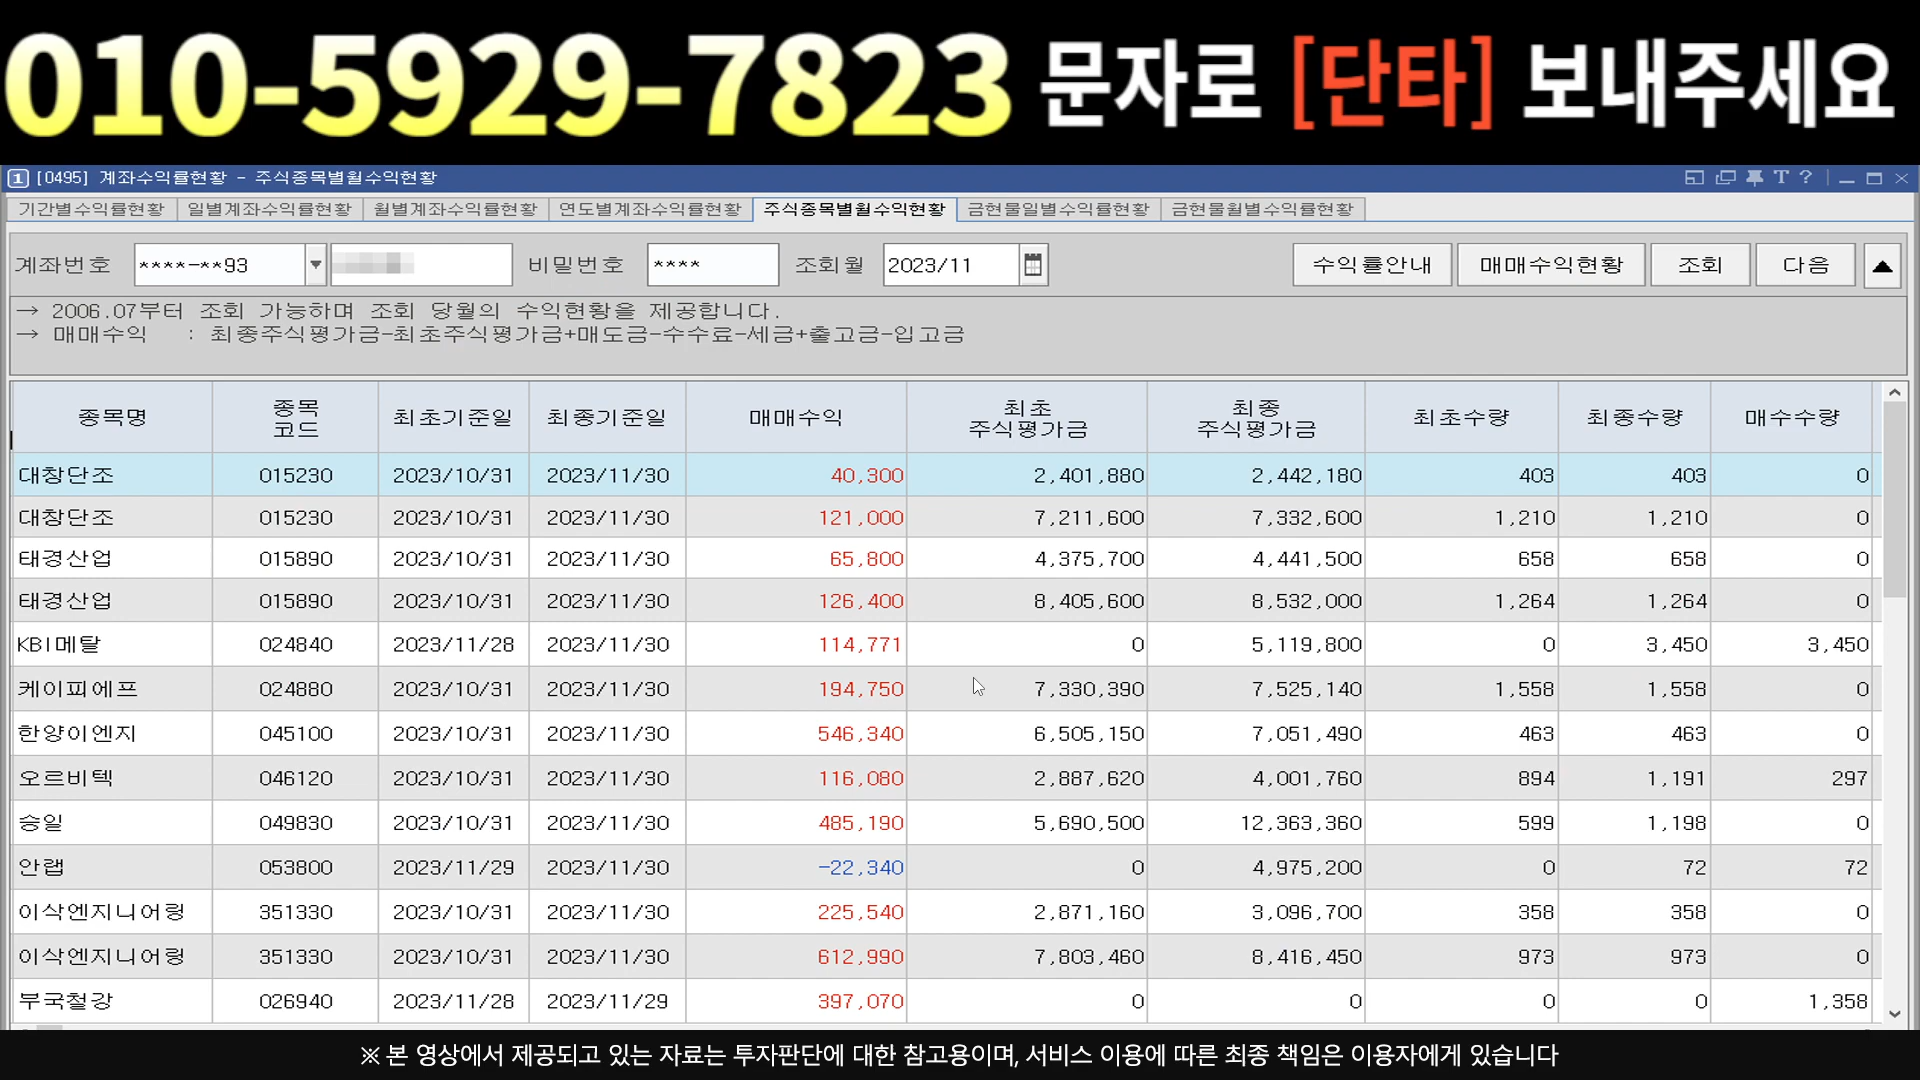 010-5929-7823 문자로 [단타] 보내주세요
1 [0495] 계좌수익률현황 - 주식종목별월수익현황
기간별수익률현황 일별계좌수익률현황 월별계좌수익률현황 연도별계좌수익률현황 주식종목별월수익현황 금현물일별수익률현황 금현물월별수익률현황
계좌번호 ****-**93 비밀번호 **** 조회월 2023/11 수익률안내 매매수익현황 조회 다음
→ 2006.07부터 조회 가능하며 조회 당월의 수익현황을 제공합니다.
→ 매매수익 : 최종주식평가금-최초주식평가금+매도금-수수료-세금+출고금-입고금
종목명 종목코드 최초기준일 최종기준일 매매수익 최초주식평가금 최종주식평가금 최초수량 최종수량 매수수량
대창단조 015230 2023/10/31 2023/11/30 40,300 2,401,880 2,442,180 403 403 0
대창단조 015230 2023/10/31 2023/11/30 121,000 7,211,600 7,332,600 1,210 1,210 0
태경산업 015890 2023/10/31 2023/11/30 65,800 4,375,700 4,441,500 658 658 0
태경산업 015890 2023/10/31 2023/11/30 126,400 8,405,600 8,532,000 1,264 1,264 0
KBI메탈 024840 2023/11/28 2023/11/30 114,771 0 5,119,800 0 3,450 3,450
케이피에프 024880 2023/10/31 2023/11/30 194,750 7,330,390 7,525,140 1,558 1,558 0
한양이엔지 045100 2023/10/31 2023/11/30 546,340 6,505,150 7,051,490 463 463 0
오르비텍 046120 2023/10/31 2023/11/30 116,080 2,887,620 4,001,760 894 1,191 297
승일 049830 2023/10/31 2023/11/30 485,190 5,690,500 12,363,360 599 1,198 0
안랩 053800 2023/11/29 2023/11/30 -22,340 0 4,975,200 0 72 72
이삭엔지니어링 351330 2023/10/31 2023/11/30 225,540 2,871,160 3,096,700 358 358 0
이삭엔지니어링 351330 2023/10/31 2023/11/30 612,990 7,803,460 8,416,450 973 973 0
부국철강 026940 2023/11/28 2023/11/29 397,070 0 0 0 0 1,358
※ 본 영상에서 제공되고 있는 자료는 투자판단에 대한 참고용이며, 서비스 이용에 따른 최종 책임은 이용자에게 있습니다